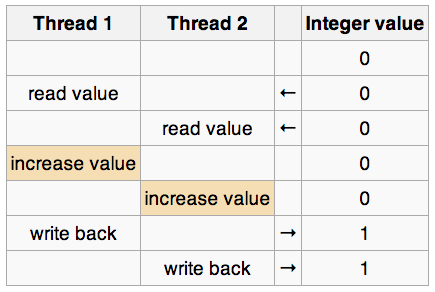 Thread 1 Thread 2 Integer value
0
read value ← 0
read value ← 0
increase value 0
increase value 0
write back → 1
write back → 1